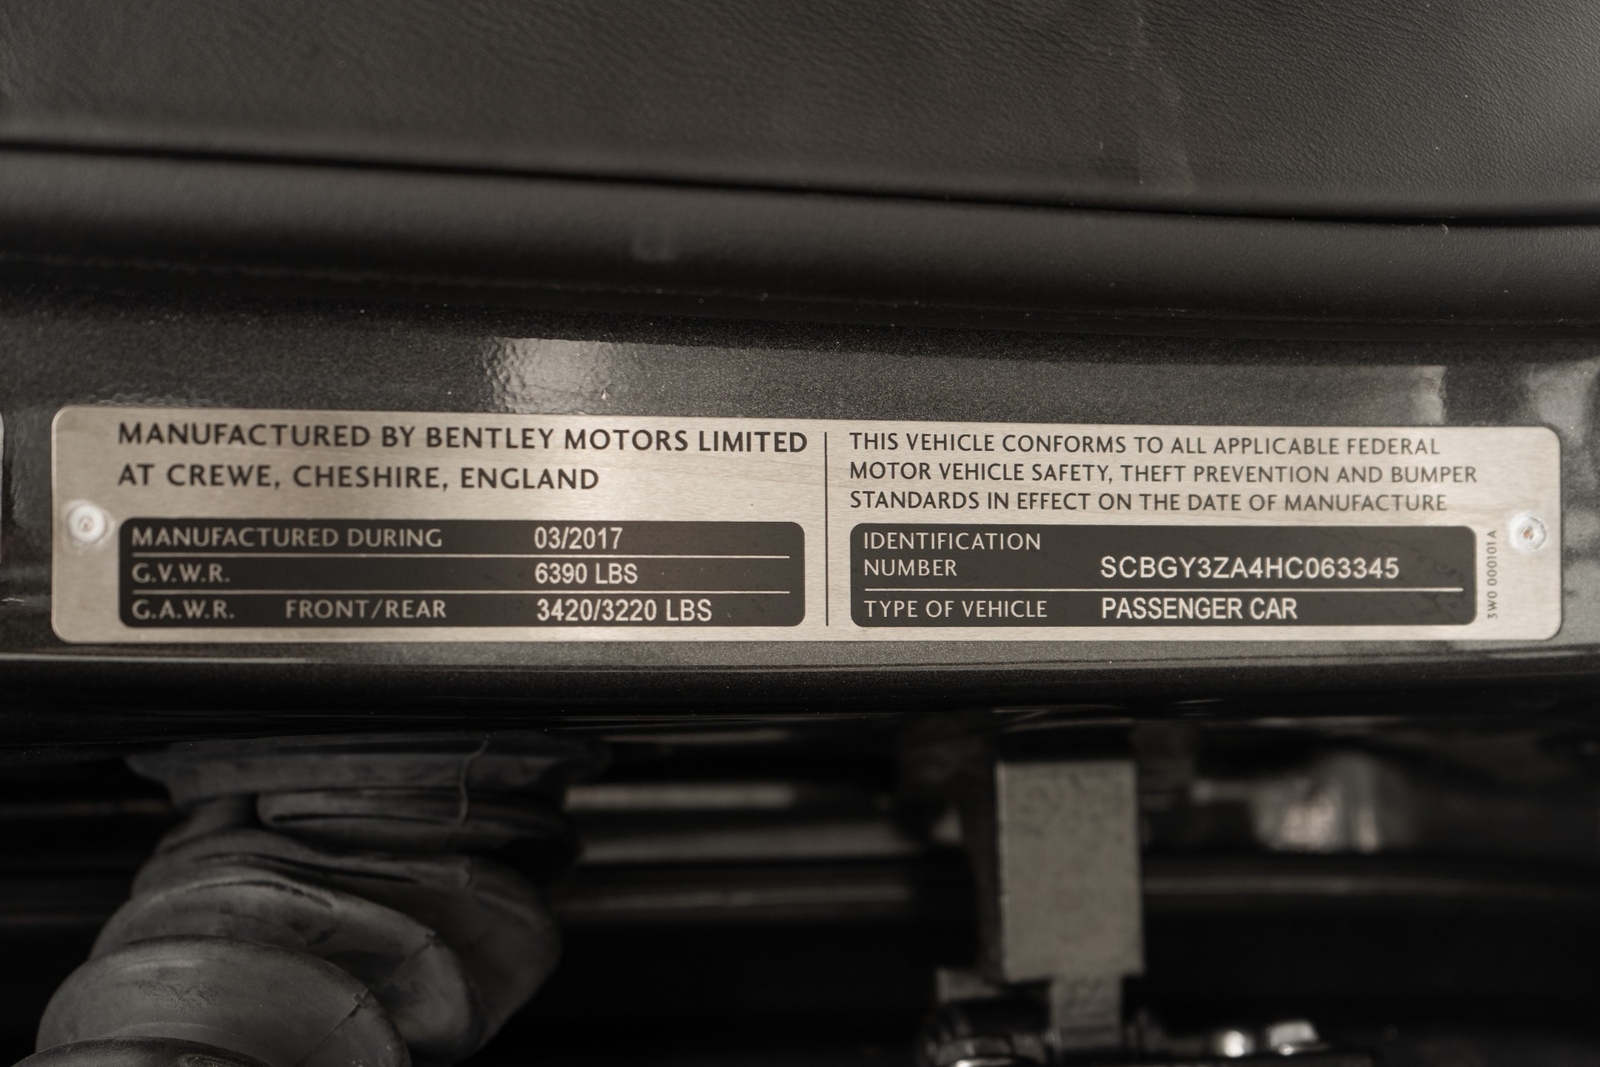 MANUFACTURED BY BENTLEY MOTORS LIMITED
AT CREWE, CHESHIRE, ENGLAND
MANUFACTURED DURING 03/2017
G.V.W.R. 6390 LBS
G.A.W.R. FRONT/REAR 3420/3220 LBS
THIS VEHICLE CONFORMS TO ALL APPLICABLE FEDERAL
MOTOR VEHICLE SAFETY, THEFT PREVENTION AND BUMPER
STANDARDS IN EFFECT ON THE DATE OF MANUFACTURE
IDENTIFICATION
NUMBER SCBGY3ZA4HC063345
TYPE OF VEHICLE PASSENGER CAR
3W0 000101A